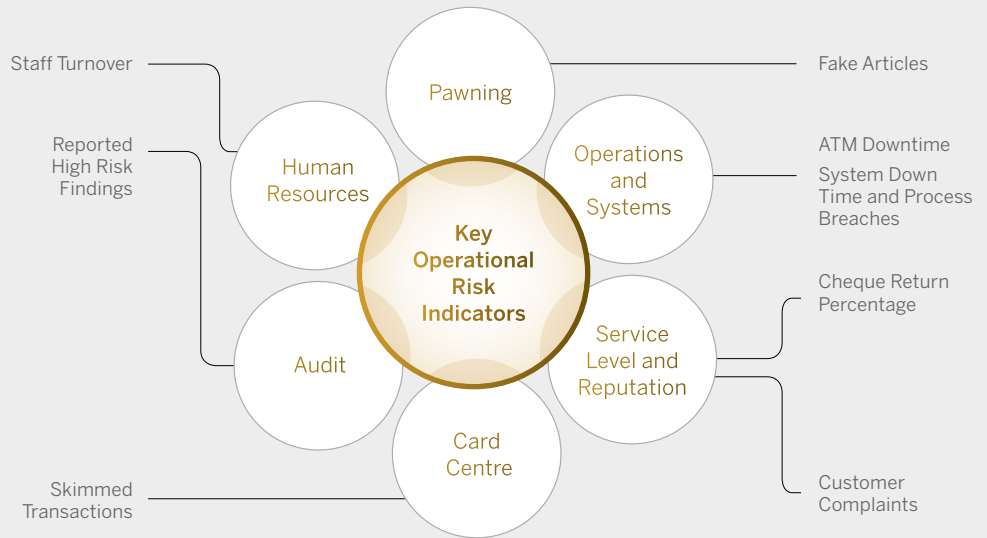 Staff Turnover
Reported
High Risk
Findings
Skimmed
Transactions
Pawning
Human
Resources
Operations
and
Systems
Key
Operational
Risk
Indicators
Audit
Service
Level and
Reputation
Card
Centre
Fake Articles
ATM Downtime
System Down
Time and Process
Breaches
Cheque Return
Percentage
Customer
Complaints